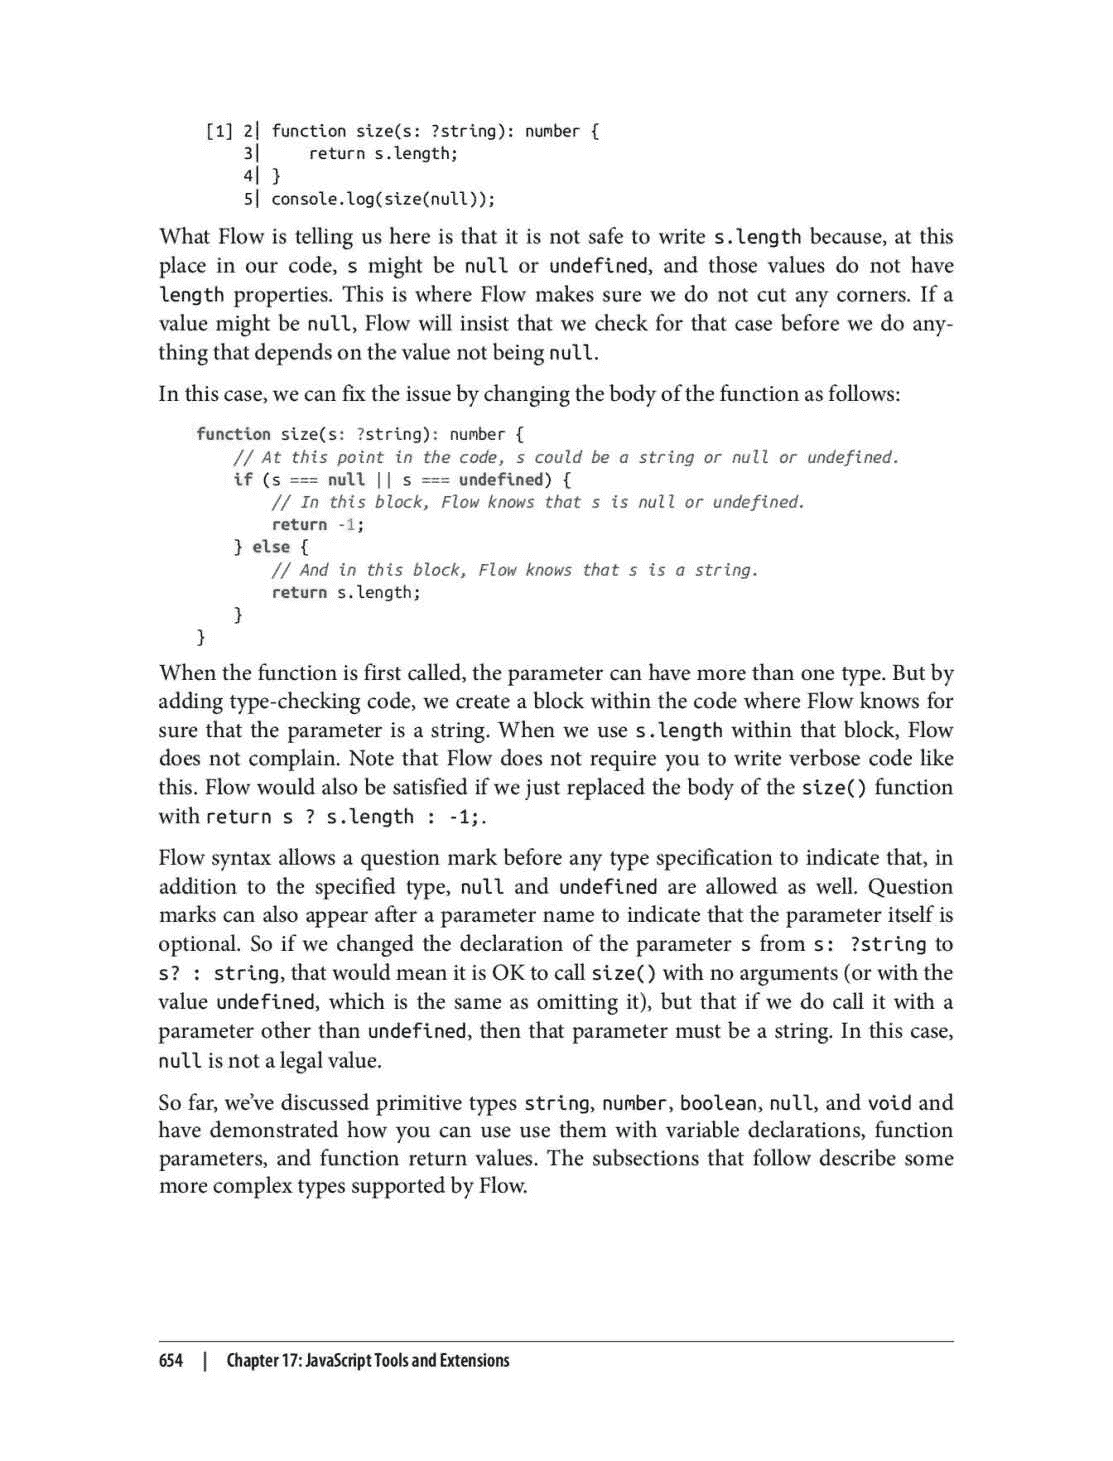 [1] 2| function size(s: ?string): number {
3|     return s.length;
4| }
5| console.log(size(null));
What Flow is telling us here is that it is not safe to write s.length because, at this
place in our code, s might be null or undefined, and those values do not have
length properties. This is where Flow makes sure we do not cut any corners. If a
value might be null, Flow will insist that we check for that case before we do any-
thing that depends on the value not being null.
In this case, we can fix the issue by changing the body of the function as follows:
function size(s: ?string): number {
    // At this point in the code, s could be a string or null or undefined.
    if (s === null || s === undefined) {
        // In this block, Flow knows that s is null or undefined.
        return -1;
    } else {
        // And in this block, Flow knows that s is a string.
        return s.length;
    }
}
When the function is first called, the parameter can have more than one type. But by
adding type-checking code, we create a block within the code where Flow knows for
sure that the parameter is a string. When we use s.length within that block, Flow
does not complain. Note that Flow does not require you to write verbose code like
this. Flow would also be satisfied if we just replaced the body of the size() function
with return s ? s.length : -1;.
Flow syntax allows a question mark before any type specification to indicate that, in
addition to the specified type, null and undefined are allowed as well. Question
marks can also appear after a parameter name to indicate that the parameter itself is
optional. So if we changed the declaration of the parameter s from s: ?string to
s? : string, that would mean it is OK to call size() with no arguments (or with the
value undefined, which is the same as omitting it), but that if we do call it with a
parameter other than undefined, then that parameter must be a string. In this case,
null is not a legal value.
So far, we've discussed primitive types string, number, boolean, null, and void and
have demonstrated how you can use use them with variable declarations, function
parameters, and function return values. The subsections that follow describe some
more complex types supported by Flow.
654 | Chapter 17: JavaScript Tools and Extensions